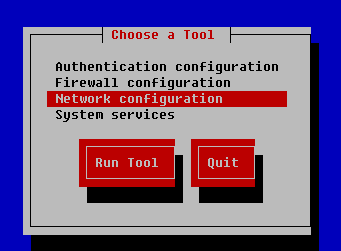 Choose a Tool
Authentication configuration
Firewall configuration
Network configuration
System services
Run Tool Quit